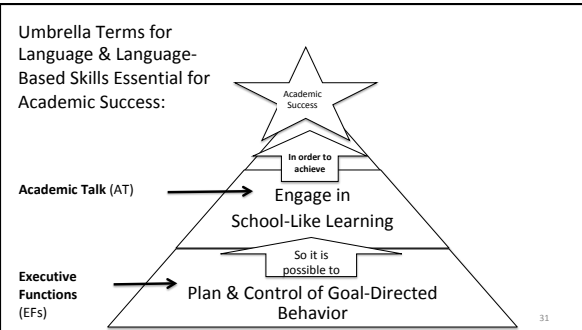 Umbrella Terms for
Language & Language-
Based Skills Essential for
Academic Success:
Academic
Success
In order to
achieve
Academic Talk (AT)
Engage in
School-Like Learning
So it is
possible to
Executive
Functions
(EFs)
Plan & Control of Goal-Directed
Behavior
31